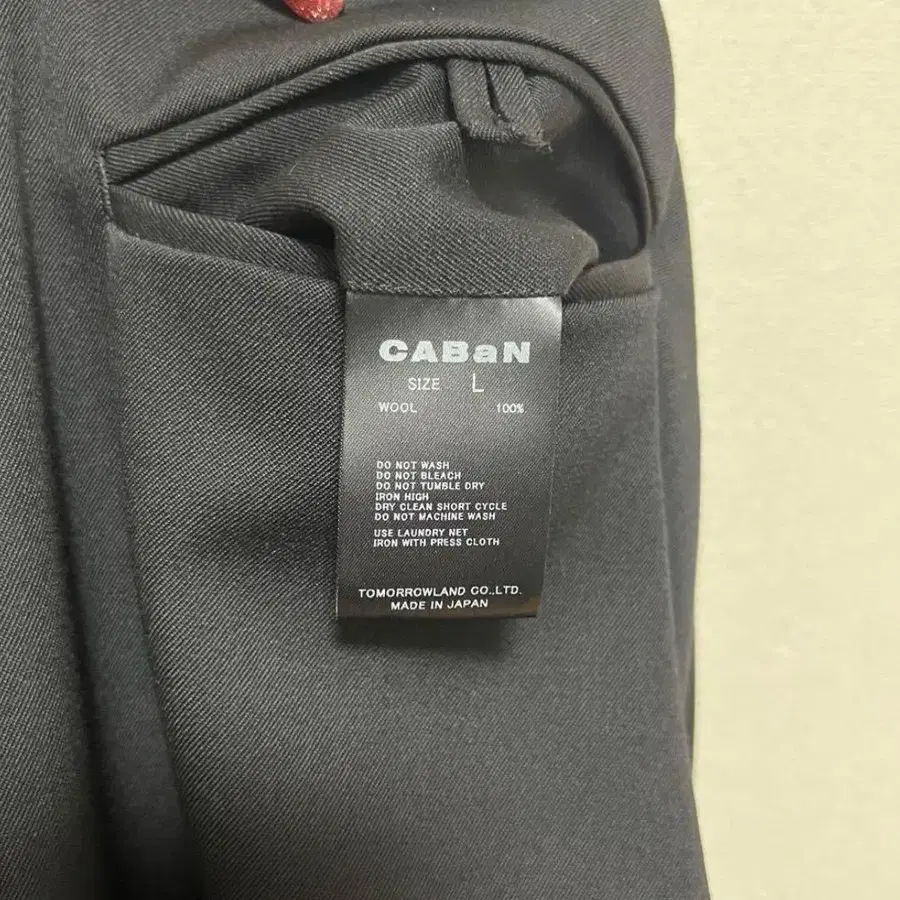 CABaN
SIZE L
WOOL 100%
DO NOT WASH
DO NOT BLEACH
DO NOT TUMBLE DRY
IRON HIGH
DRY CLEAN SHORT CYCLE
DO NOT MACHINE WASH
USE LAUNDRY NET
IRON WITH PRESS CLOTH
TOMORROWLAND CO.,LTD.
MADE IN JAPAN